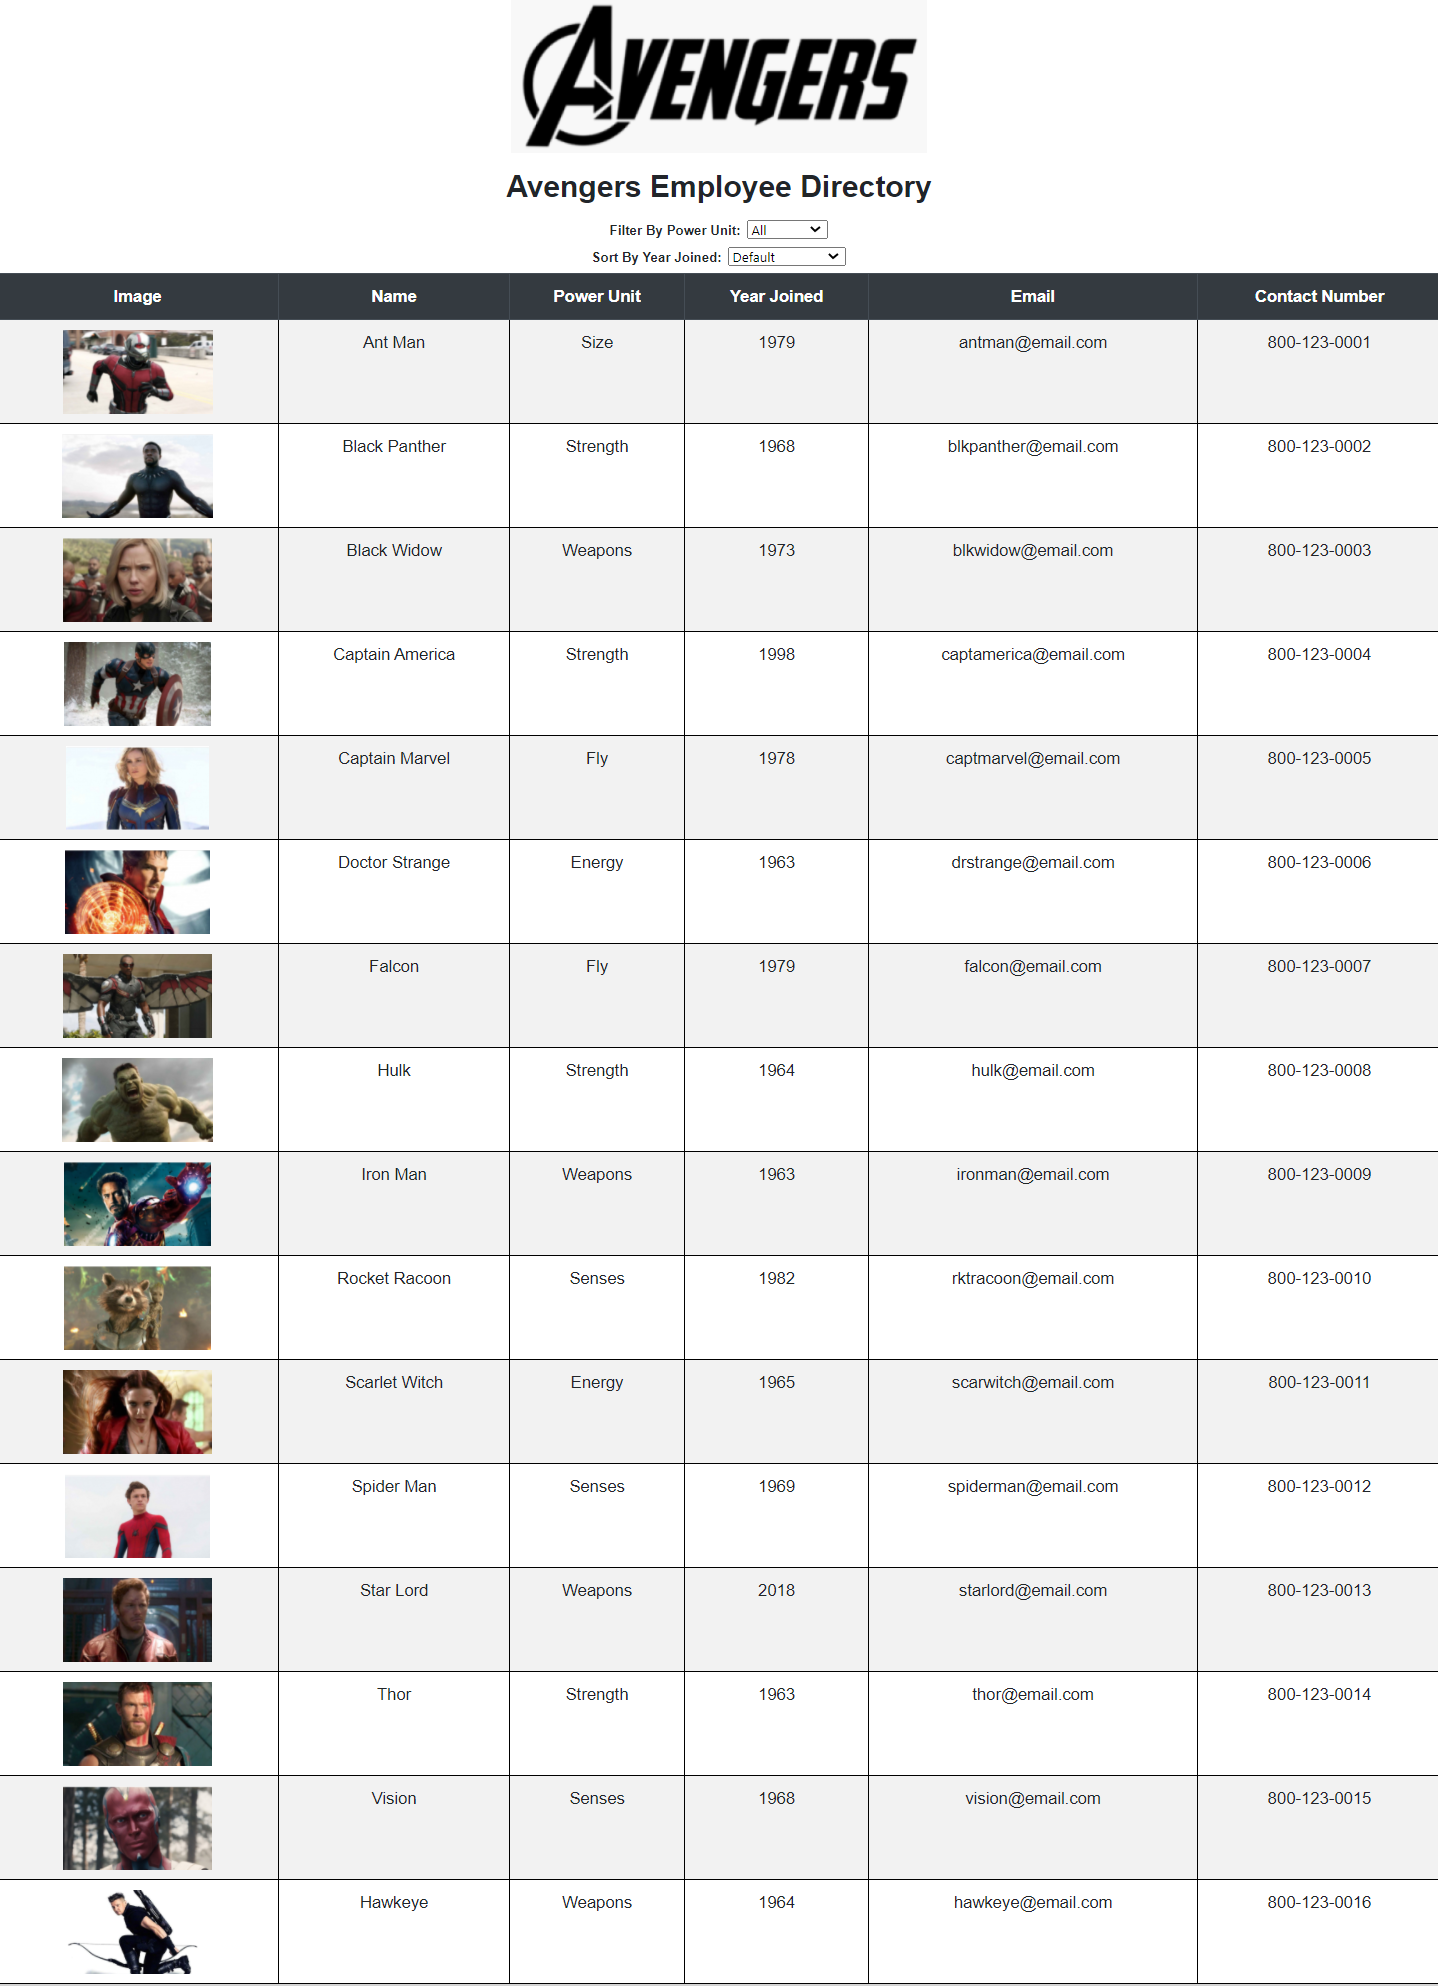 AVENGERS
Avengers Employee Directory
Filter By Power Unit: All
Sort By Year Joined: Default
Image Name Power Unit Year Joined Email Contact Number
Ant Man Size 1979 antman@email.com 800-123-0001
Black Panther Strength 1968 blkpanther@email.com 800-123-0002
Black Widow Weapons 1973 blkwidow@email.com 800-123-0003
Captain America Strength 1998 captamerica@email.com 800-123-0004
Captain Marvel Fly 1978 captmarvel@email.com 800-123-0005
Doctor Strange Energy 1963 drstrange@email.com 800-123-0006
Falcon Fly 1979 falcon@email.com 800-123-0007
Hulk Strength 1964 hulk@email.com 800-123-0008
Iron Man Weapons 1963 ironman@email.com 800-123-0009
Rocket Racoon Senses 1982 rktracoon@email.com 800-123-0010
Scarlet Witch Energy 1965 scarwitch@email.com 800-123-0011
Spider Man Senses 1969 spiderman@email.com 800-123-0012
Star Lord Weapons 2018 starlord@email.com 800-123-0013
Thor Strength 1963 thor@email.com 800-123-0014
Vision Senses 1968 vision@email.com 800-123-0015
Hawkeye Weapons 1964 hawkeye@email.com 800-123-0016